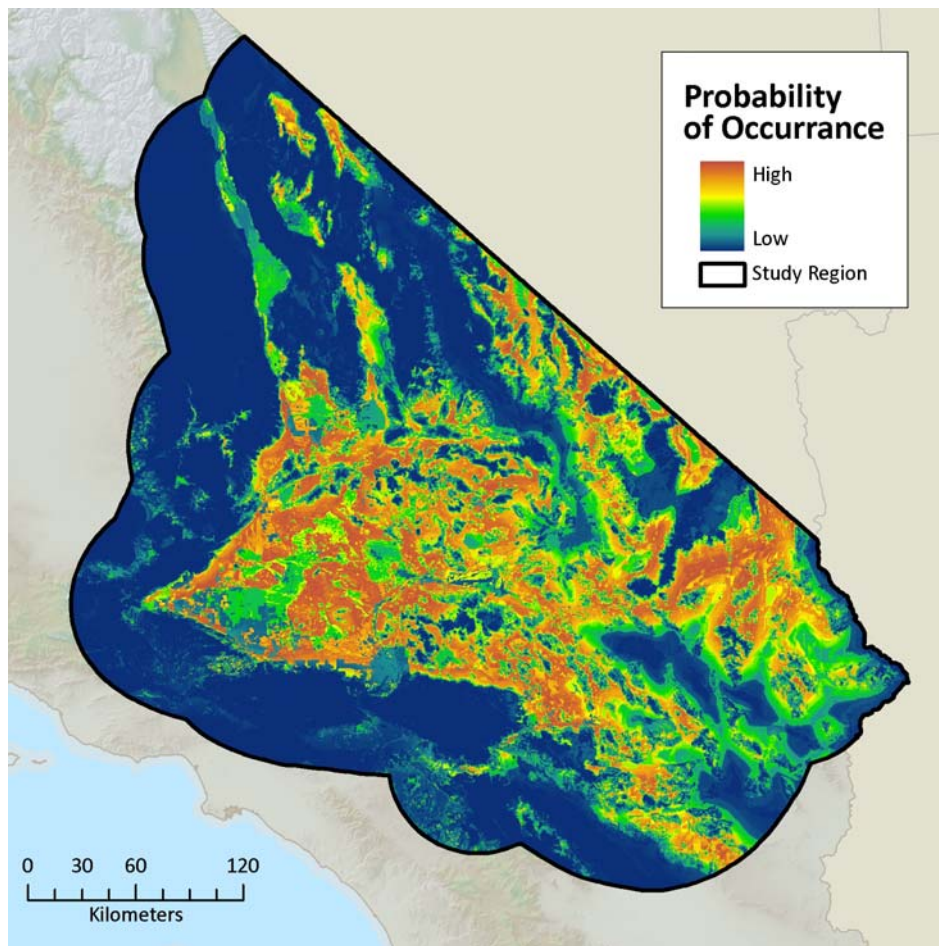 Probability
of Occurrance
High
Low
Study Region
0 30 60 120
Kilometers